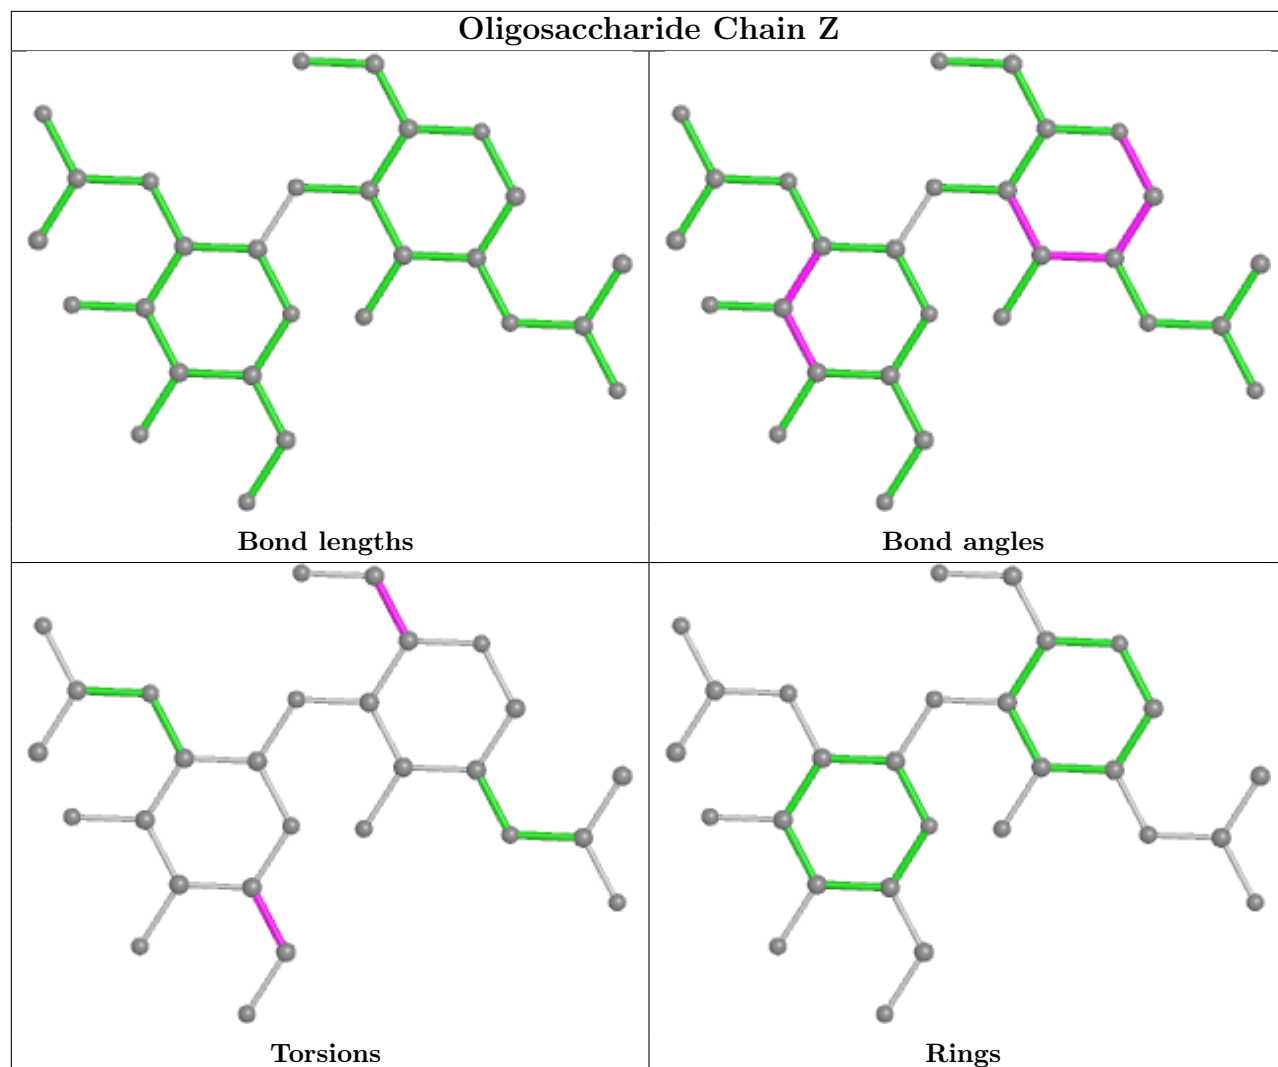 Oligosaccharide Chain Z
Bond lengths
Bond angles
Torsions
Rings